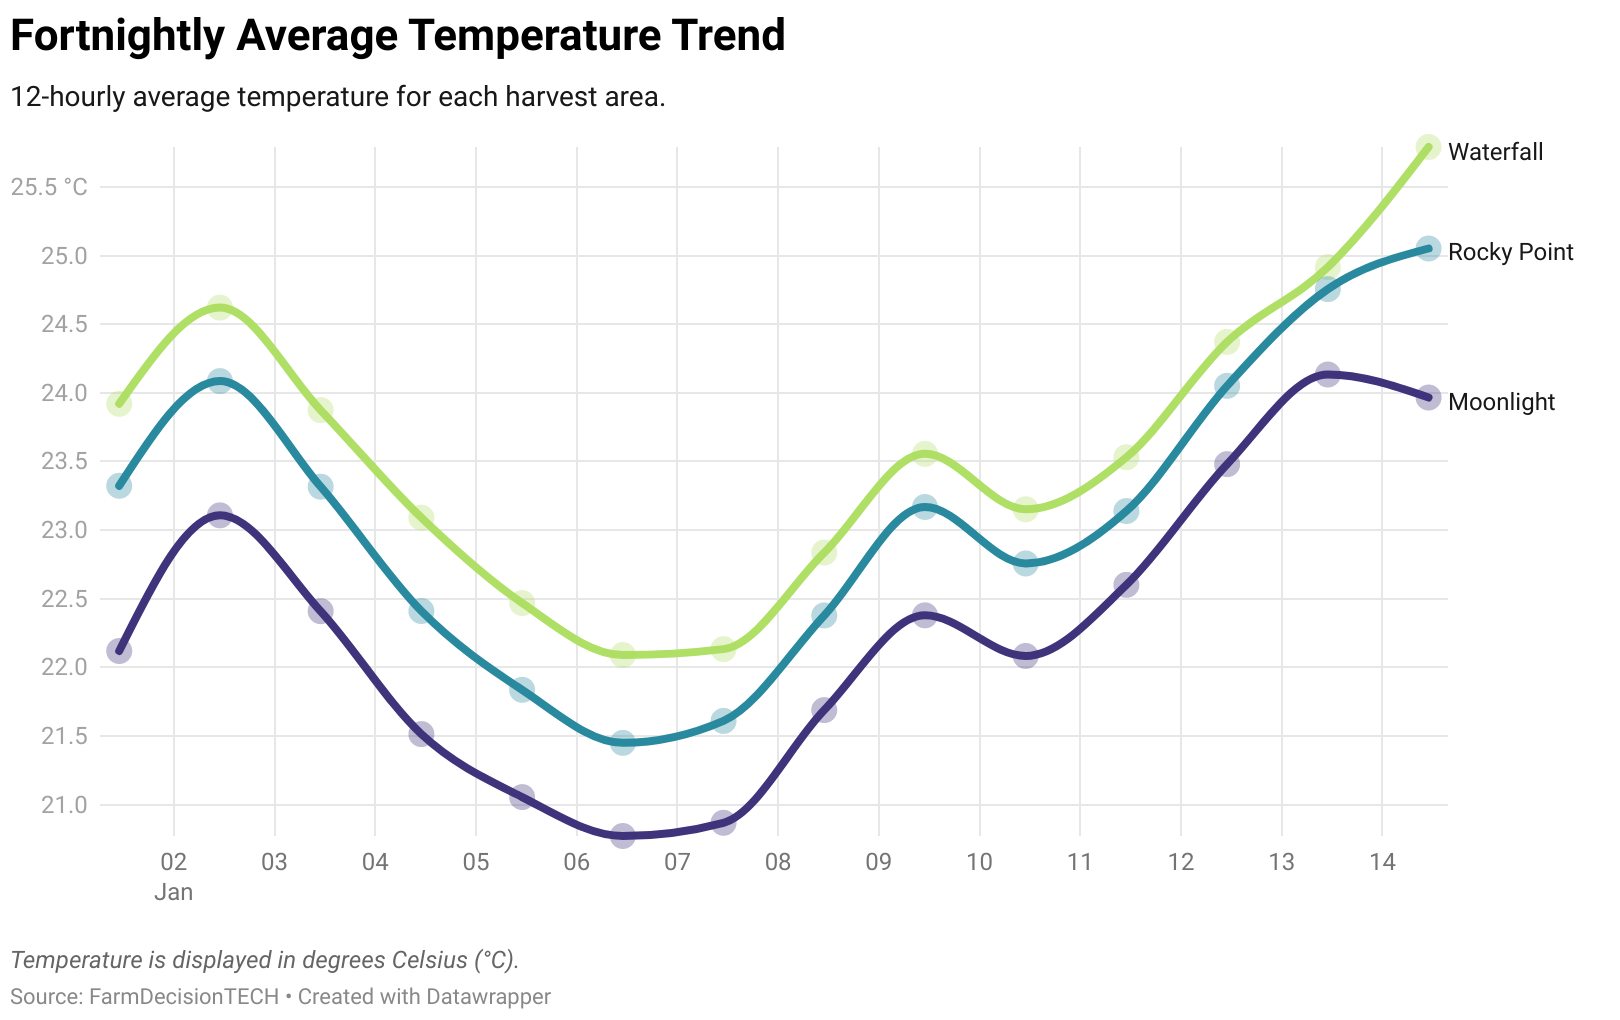 Fortnightly Average Temperature Trend
12-hourly average temperature for each harvest area.
Waterfall
25.5 °C
Rocky Point
25.0
24.5
24.0
Moonlight
23.5
23.0
22.5
22.0
21.5
21.0
02 03 04 05 06 07 08 09 10 11 12 13 14
Jan
Temperature is displayed in degrees Celsius (°C).
Source: FarmDecisionTECH • Created with Datawrapper